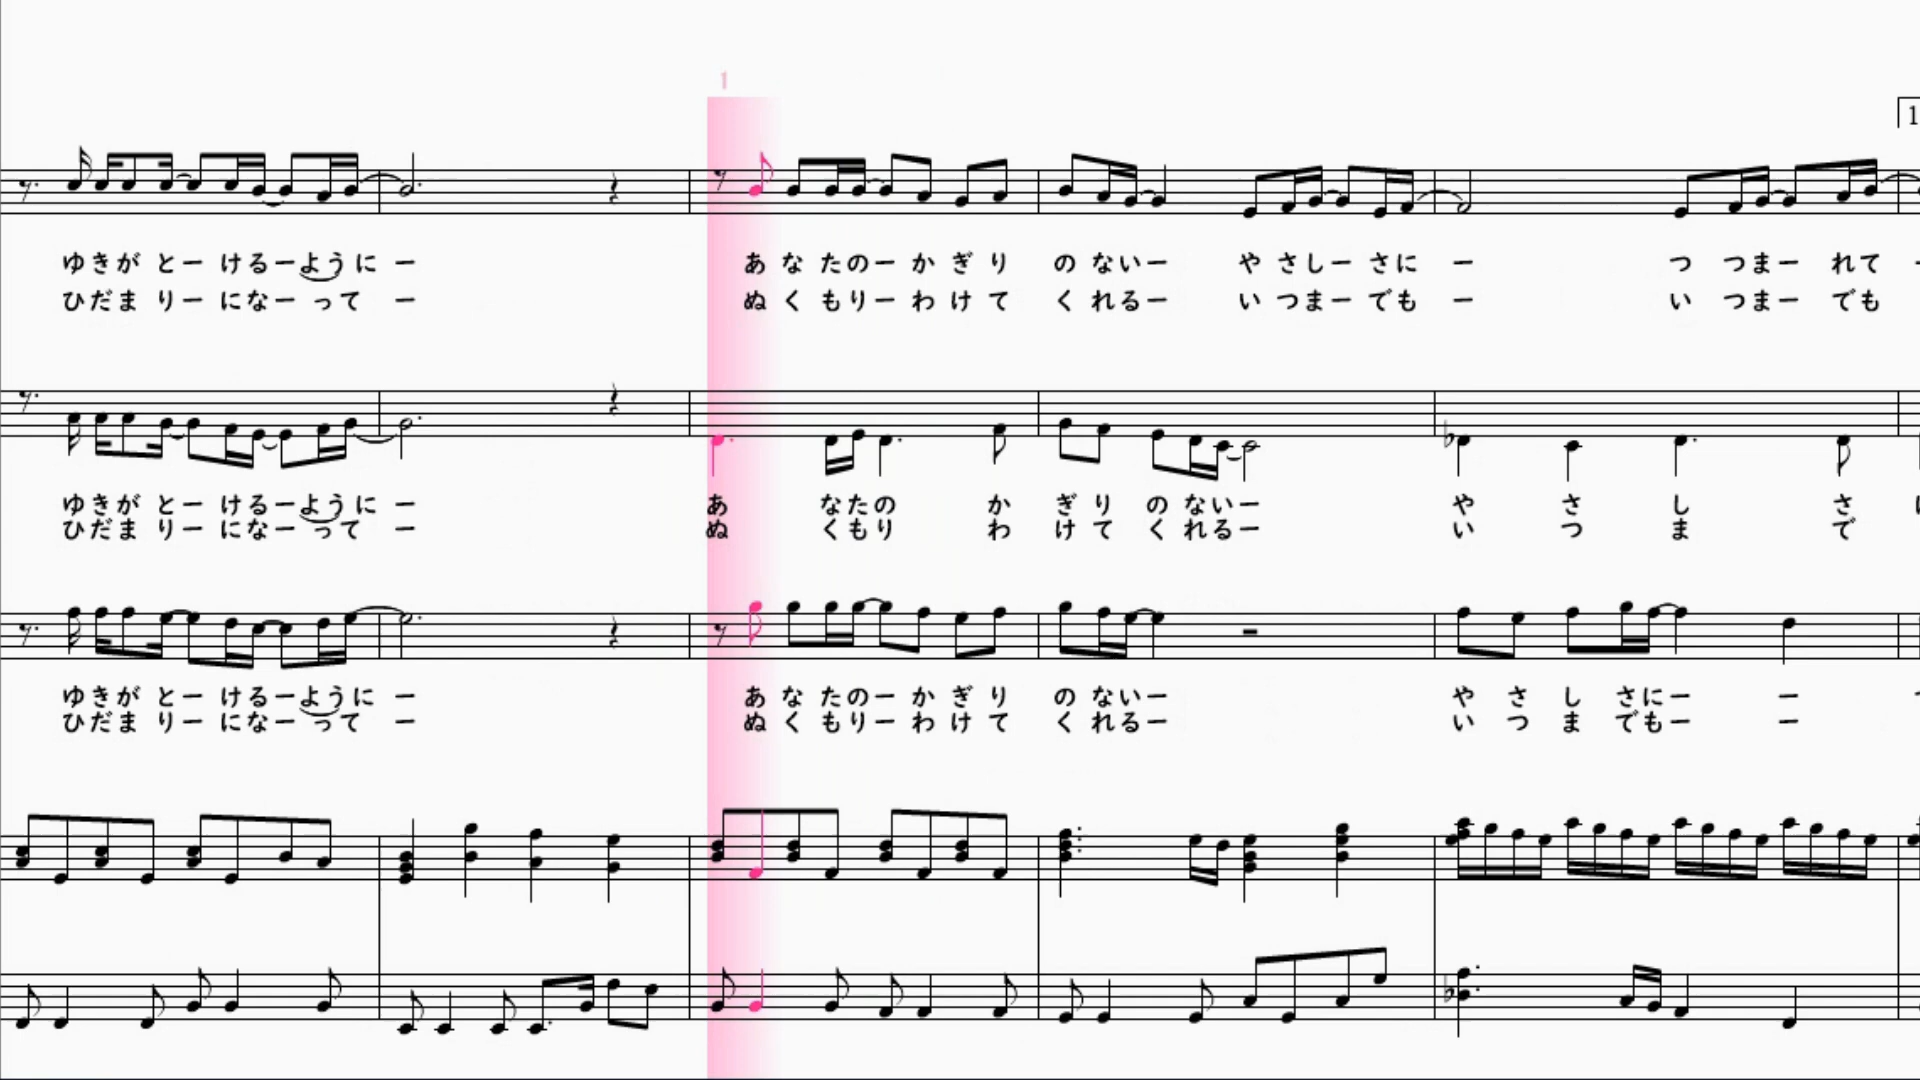 1
1
ゆきがとーけるーようにー あなたのーかぎりのないー やさしーさにー つつまーれて
ひだまりーになーってー ぬくもりーわけてくれるー いつまーでもー いつまーでも
ゆきがとーけるーようにー あなたのかぎりのないー やさしさ
ひだまりーになーってー ぬくもりわけてくれるー いつまで
ゆきがとーけるーようにー あなたのーかぎりのないー やさしさにーー
ひだまりーになーってー ぬくもりーわけてくれるー いつまでもーー